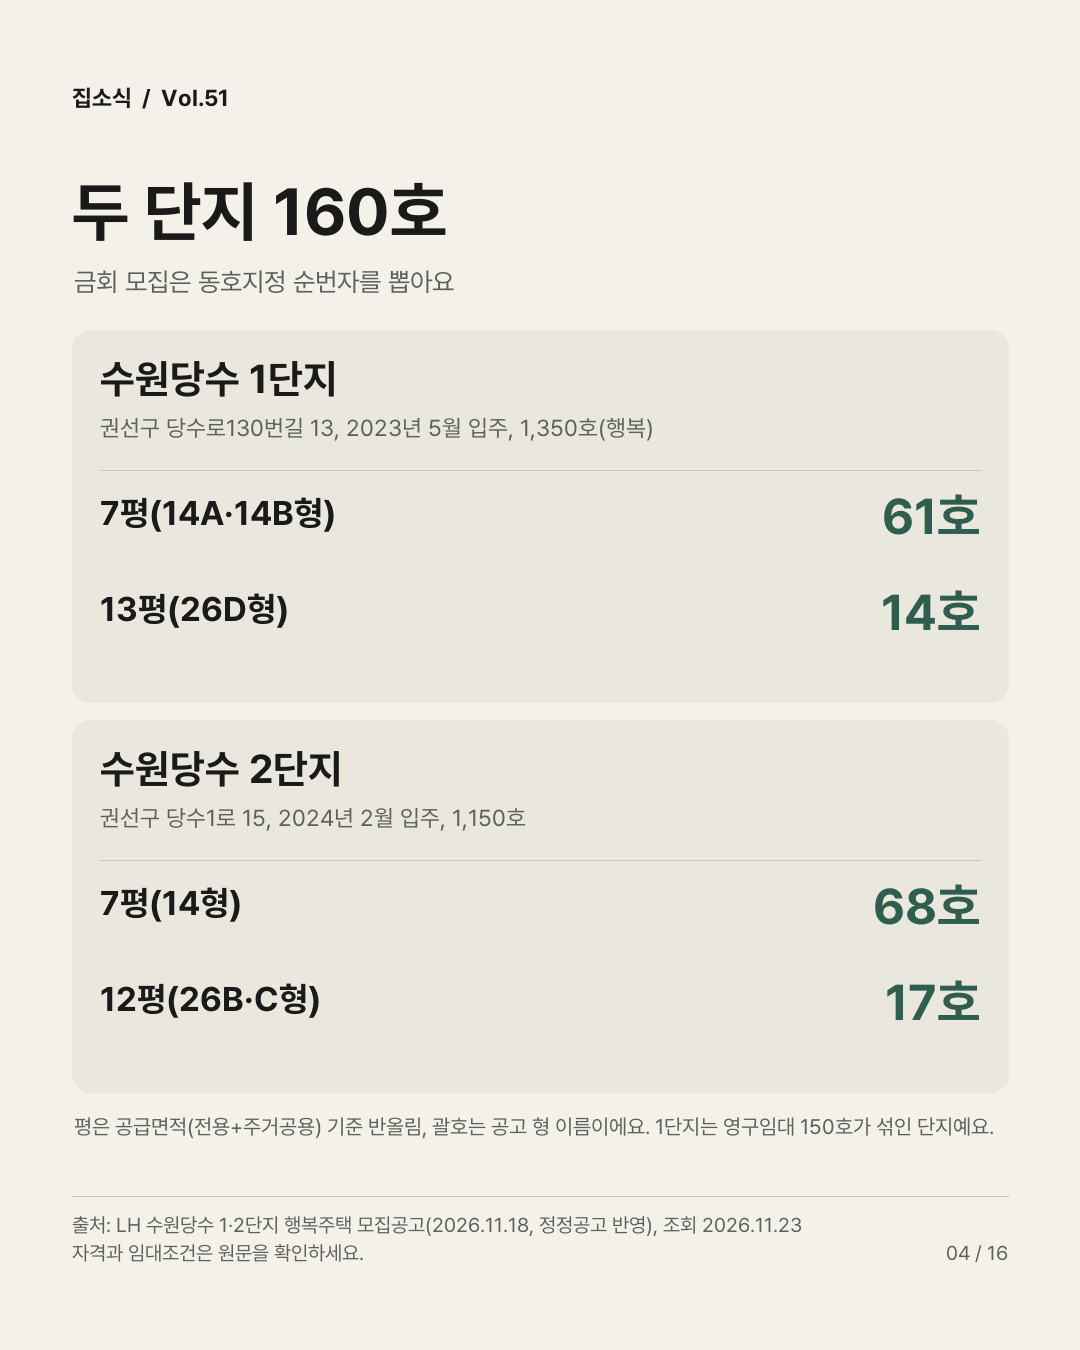 집소식 / Vol.51
두 단지 160호
금회 모집은 동호지정 순번자를 뽑아요
수원당수 1단지
권선구 당수로130번길 13, 2023년 5월 입주, 1,350호(행복)
7평(14A·14B형) 61호
13평(26D형) 14호
수원당수 2단지
권선구 당수1로 15, 2024년 2월 입주, 1,150호
7평(14형) 68호
12평(26B·C형) 17호
평은 공급면적(전용+주거공용) 기준 반올림, 괄호는 공고 형 이름이에요. 1단지는 영구임대 150호가 섞인 단지예요.
출처: LH 수원당수 1·2단지 행복주택 모집공고(2026.11.18, 정정공고 반영), 조회 2026.11.23
자격과 임대조건은 원문을 확인하세요. 04 / 16